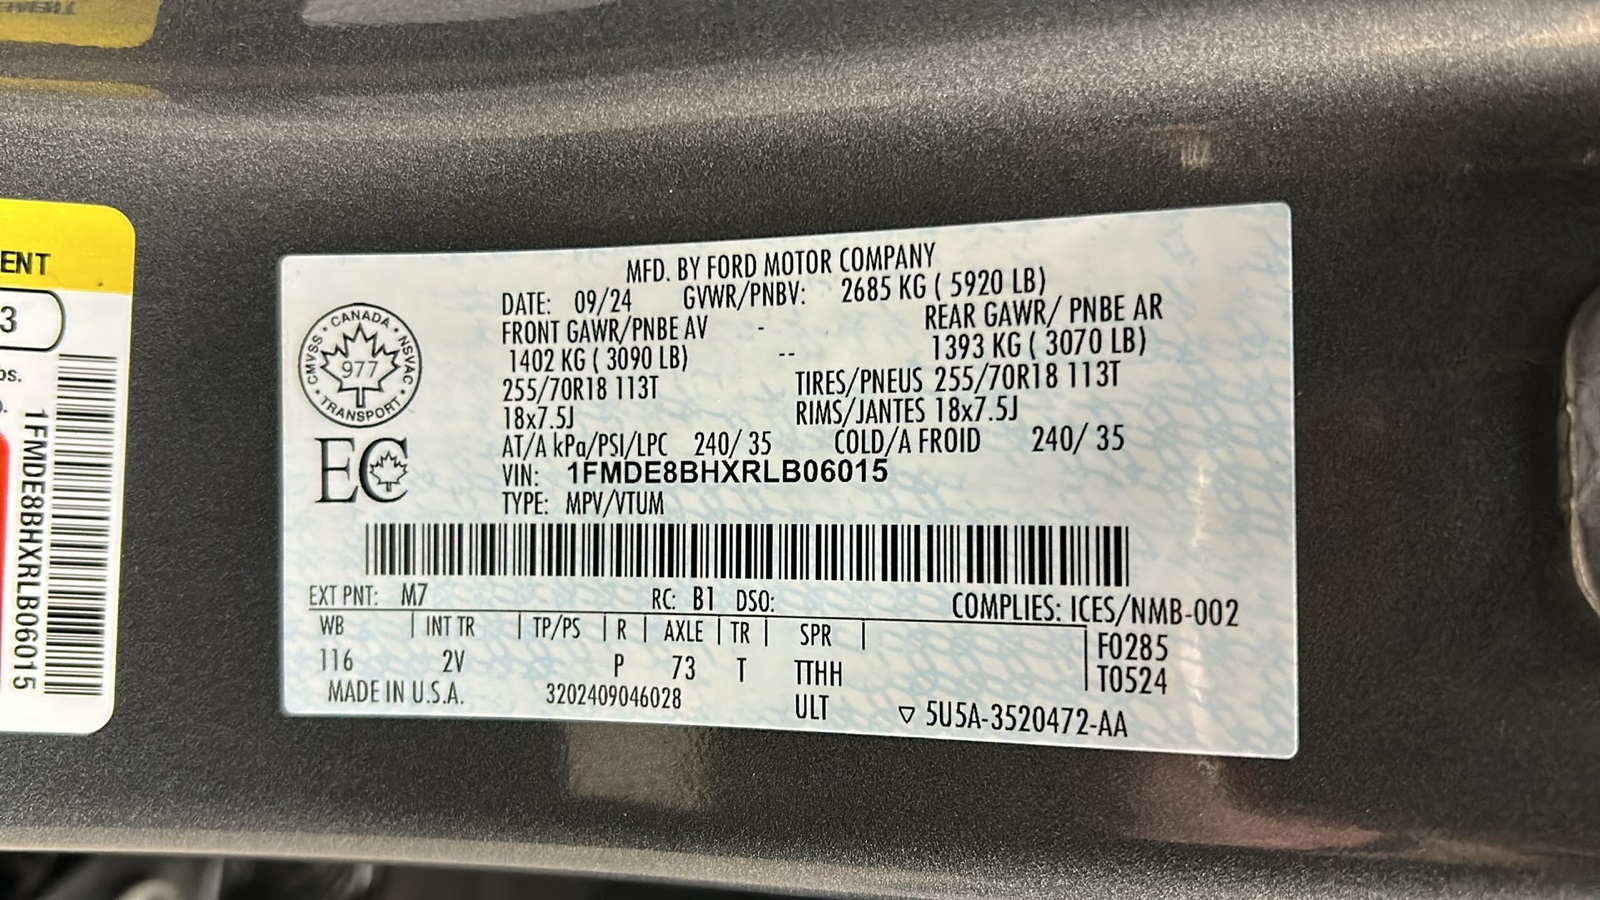 ENT
3
1FMDE8BHXRLB06015
MFD. BY FORD MOTOR COMPANY
DATE: 09/24 GVWR/PNBV: 2685 KG ( 5920 LB)
FRONT GAWR/PNBE AV - REAR GAWR/ PNBE AR
1402 KG ( 3090 LB) -- 1393 KG ( 3070 LB)
255/70R18 113T TIRES/PNEUS 255/70R18 113T
18x7.5J RIMS/JANTES 18x7.5J
AT/A kPa/PSI/LPC 240/ 35 COLD/A FROID 240/ 35
VIN: 1FMDE8BHXRLB06015
TYPE: MPV/VTUM
CANADA
CMVSS · NSVAC
977
TRANSPORT
EC
EXT PNT: M7 RC: B1 DSO:
COMPLIES: ICES/NMB-002
WB | INT TR | TP/PS | R | AXLE | TR | SPR |
F0285
116 2V P 73 T TTHH
T0524
MADE IN U.S.A. 3202409046028 ULT ▽ 5U5A-3520472-AA